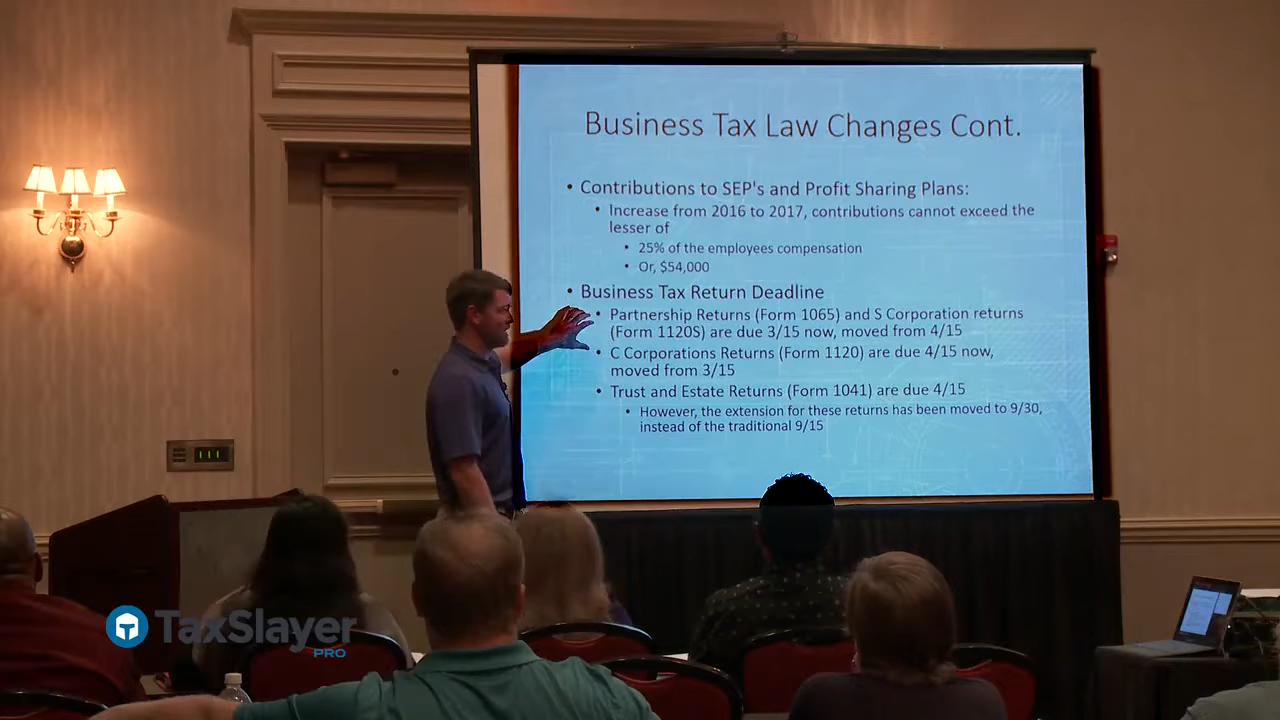 Business Tax Law Changes Cont.
• Contributions to SEP's and Profit Sharing Plans:
• Increase from 2016 to 2017, contributions cannot exceed the
lesser of
• 25% of the employees compensation
• Or, $54,000
• Business Tax Return Deadline
• Partnership Returns (Form 1065) and S Corporation returns
(Form 1120S) are due 3/15 now, moved from 4/15
• C Corporations Returns (Form 1120) are due 4/15 now,
moved from 3/15
• Trust and Estate Returns (Form 1041) are due 4/15
• However, the extension for these returns has been moved to 9/30,
instead of the traditional 9/15
TaxSlayer
PRO